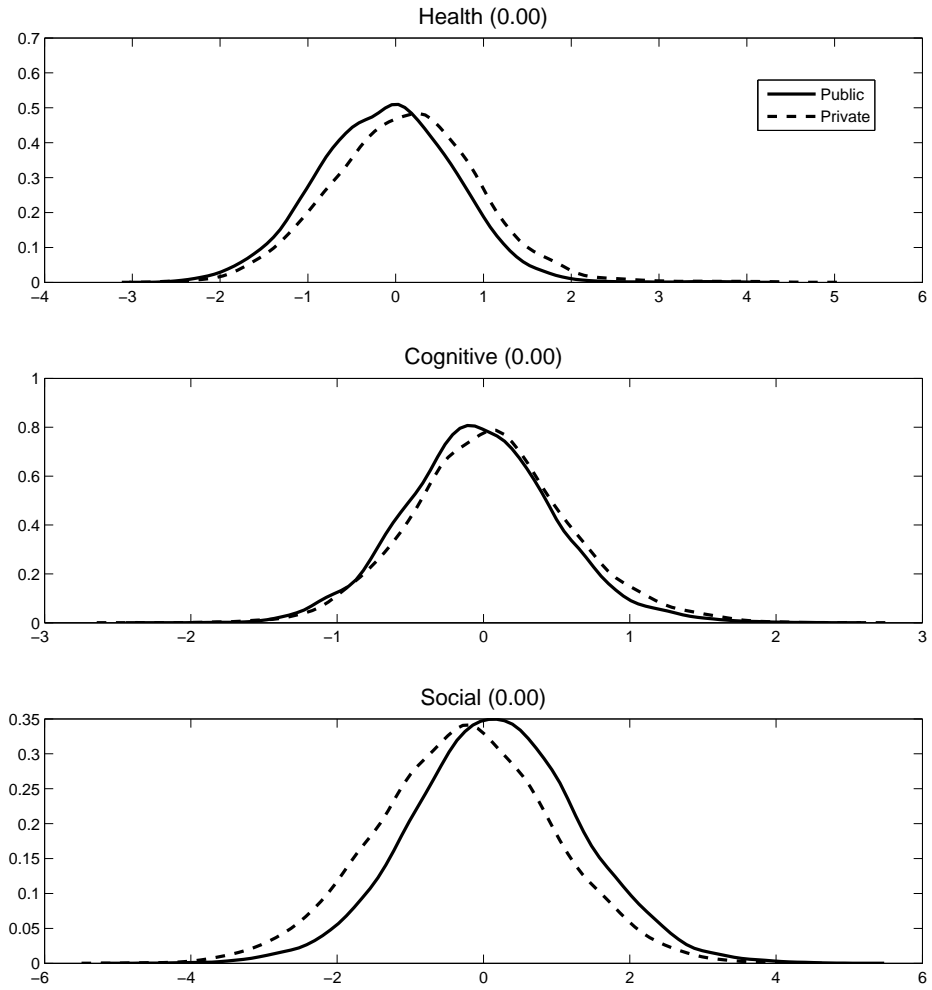 Health (0.00)
0.7
0.6
0.5
0.4
0.3
0.2
0.1
0
Public
Private
−4 −3 −2 −1 0 1 2 3 4 5 6
Cognitive (0.00)
1
0.8
0.6
0.4
0.2
0
−3 −2 −1 0 1 2 3
Social (0.00)
0.35
0.3
0.25
0.2
0.15
0.1
0.05
0
−6 −4 −2 0 2 4 6